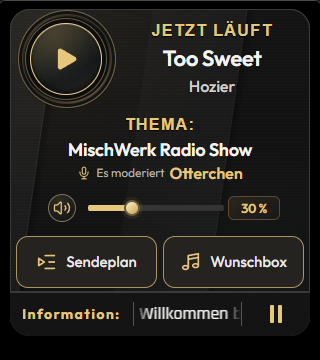 JETZT LÄUFT
Too Sweet
Hozier
THEMA:
MischWerk Radio Show
Es moderiert Otterchen
30 %
Sendeplan
Wunschbox
Information:
Willkommen